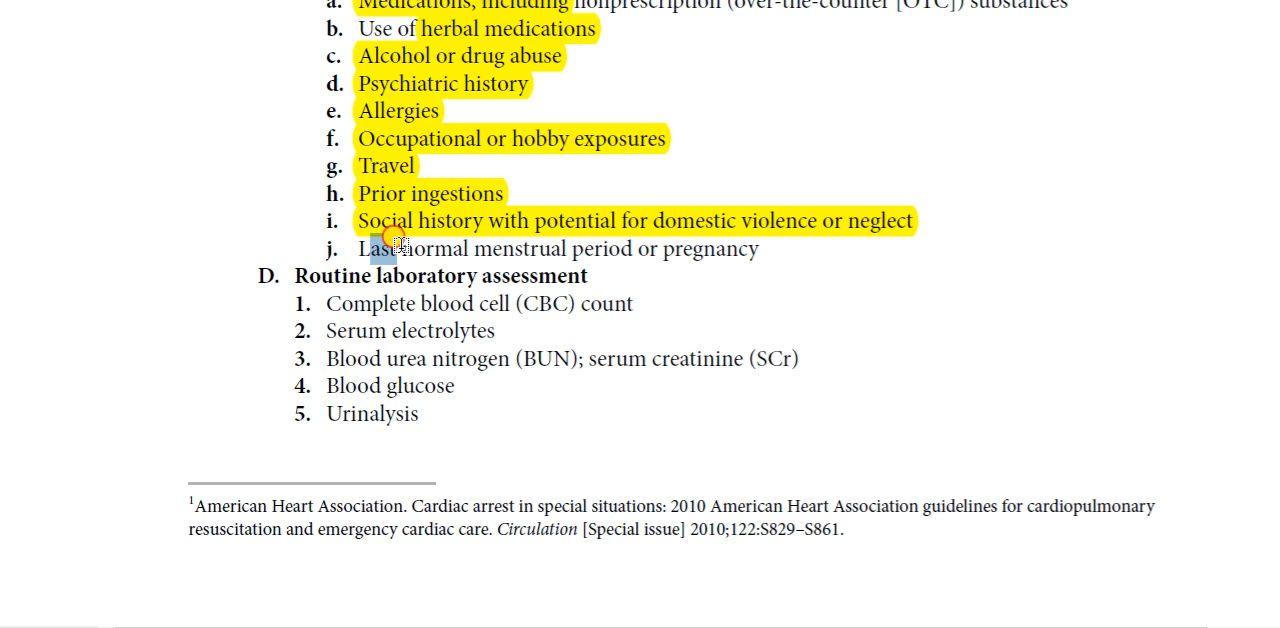 a. Medications, including nonprescription (over-the-counter [OTC]) substances
b. Use of herbal medications
c. Alcohol or drug abuse
d. Psychiatric history
e. Allergies
f. Occupational or hobby exposures
g. Travel
h. Prior ingestions
i. Social history with potential for domestic violence or neglect
j. Last normal menstrual period or pregnancy
D. Routine laboratory assessment
1. Complete blood cell (CBC) count
2. Serum electrolytes
3. Blood urea nitrogen (BUN); serum creatinine (SCr)
4. Blood glucose
5. Urinalysis
1American Heart Association. Cardiac arrest in special situations: 2010 American Heart Association guidelines for cardiopulmonary
resuscitation and emergency cardiac care. Circulation [Special issue] 2010;122:S829–S861.